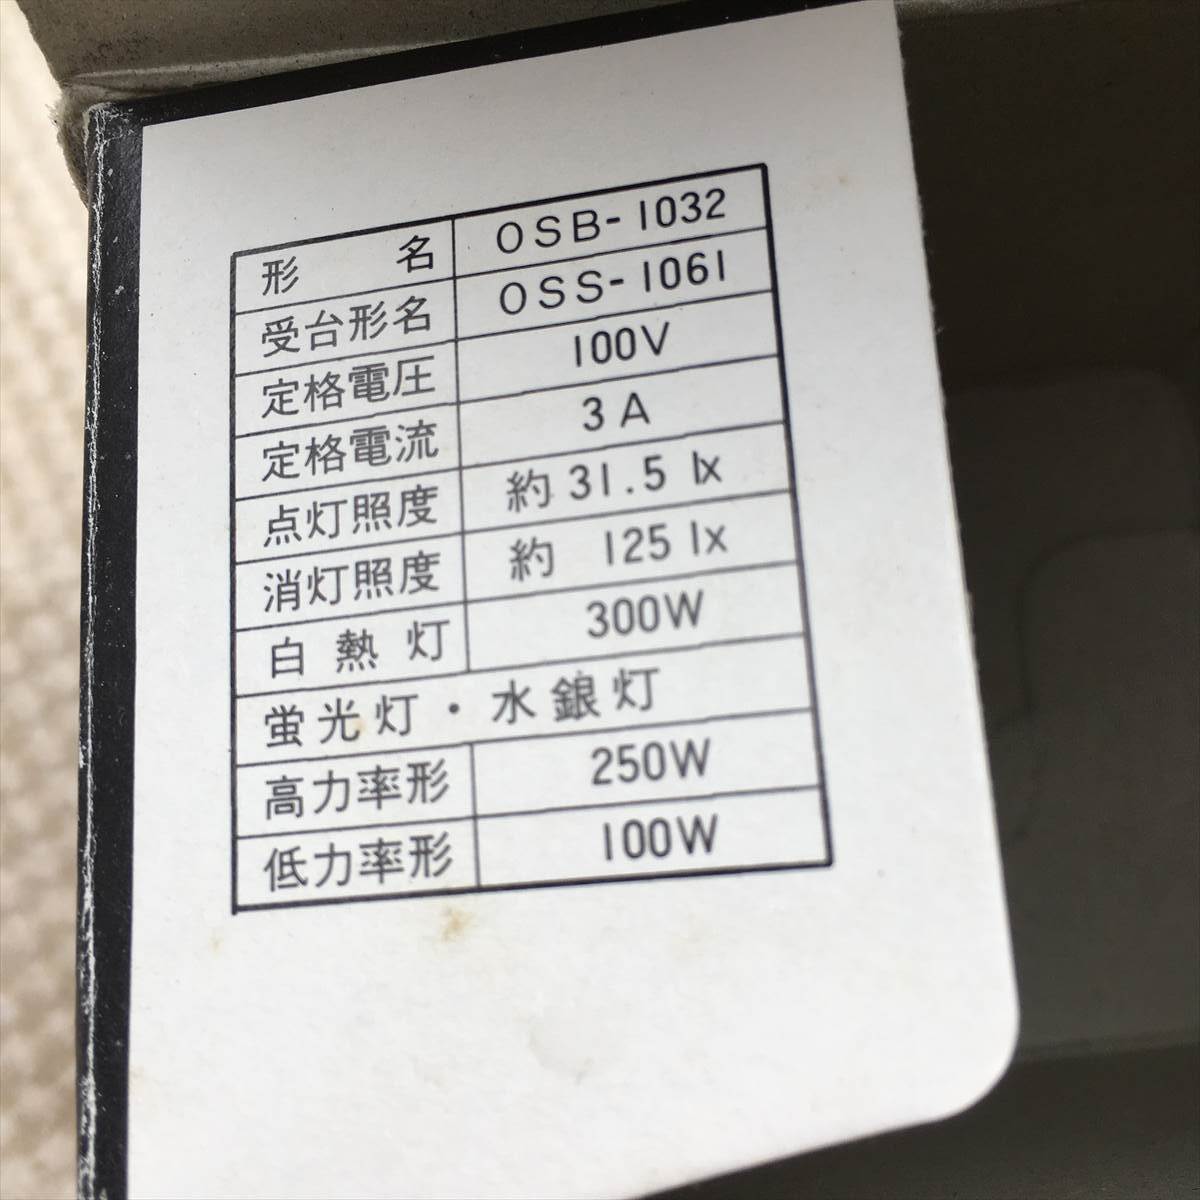 形名 OSB-1032
受台形名 OSS-1061
定格電圧 100V
定格電流 3A
点灯照度 約31.5 lx
消灯照度 約 125 lx
白熱灯 300W
蛍光灯・水銀灯
高力率形 250W
低力率形 100W